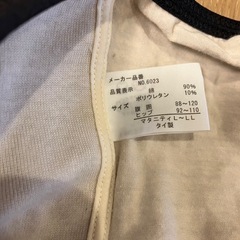 メーカー品番 NO.6023
品質表示 綿 90%
ポリウレタン 10%
サイズ 腹囲 88~120
ヒップ 92~110
マタニティL~LL
タイ製